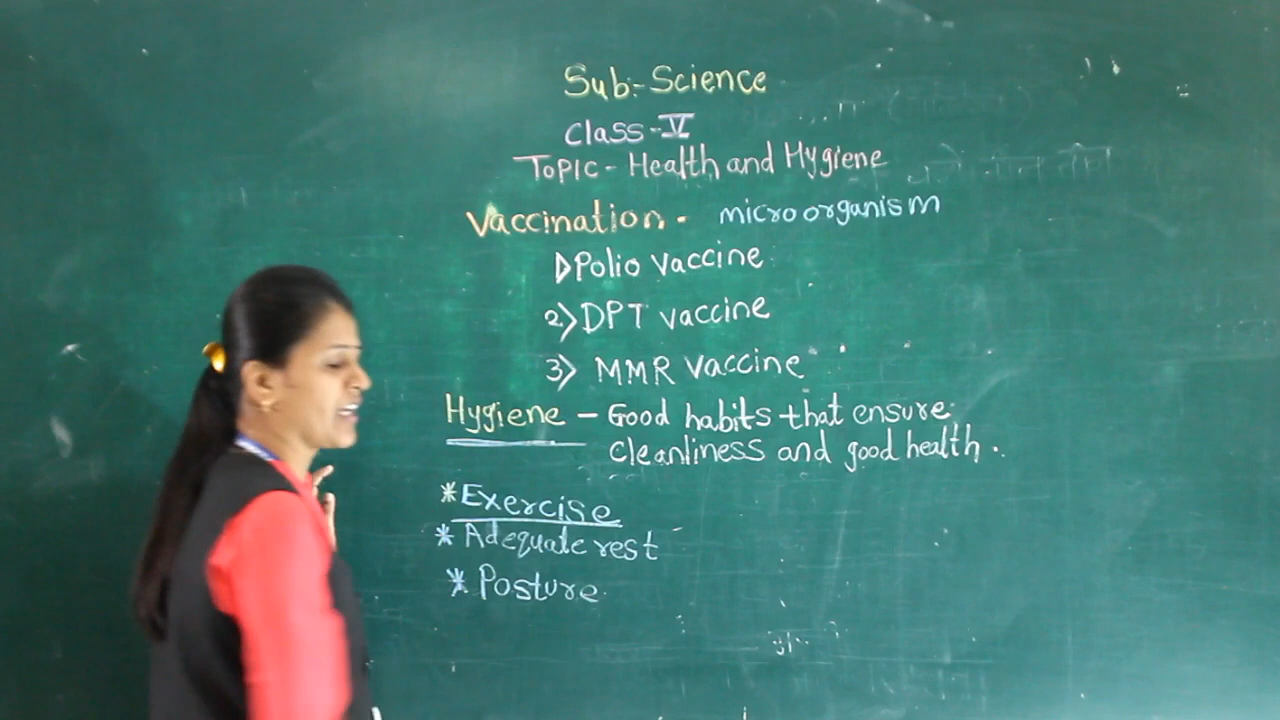 Sub:- Science
Class - V
Topic - Health and Hygiene
Vaccination. microorganism
1) Polio vaccine
2) DPT vaccine
3) MMR vaccine
Hygiene - Good habits that ensure
cleanliness and good health.
* Exercise
* Adequate rest
* Posture